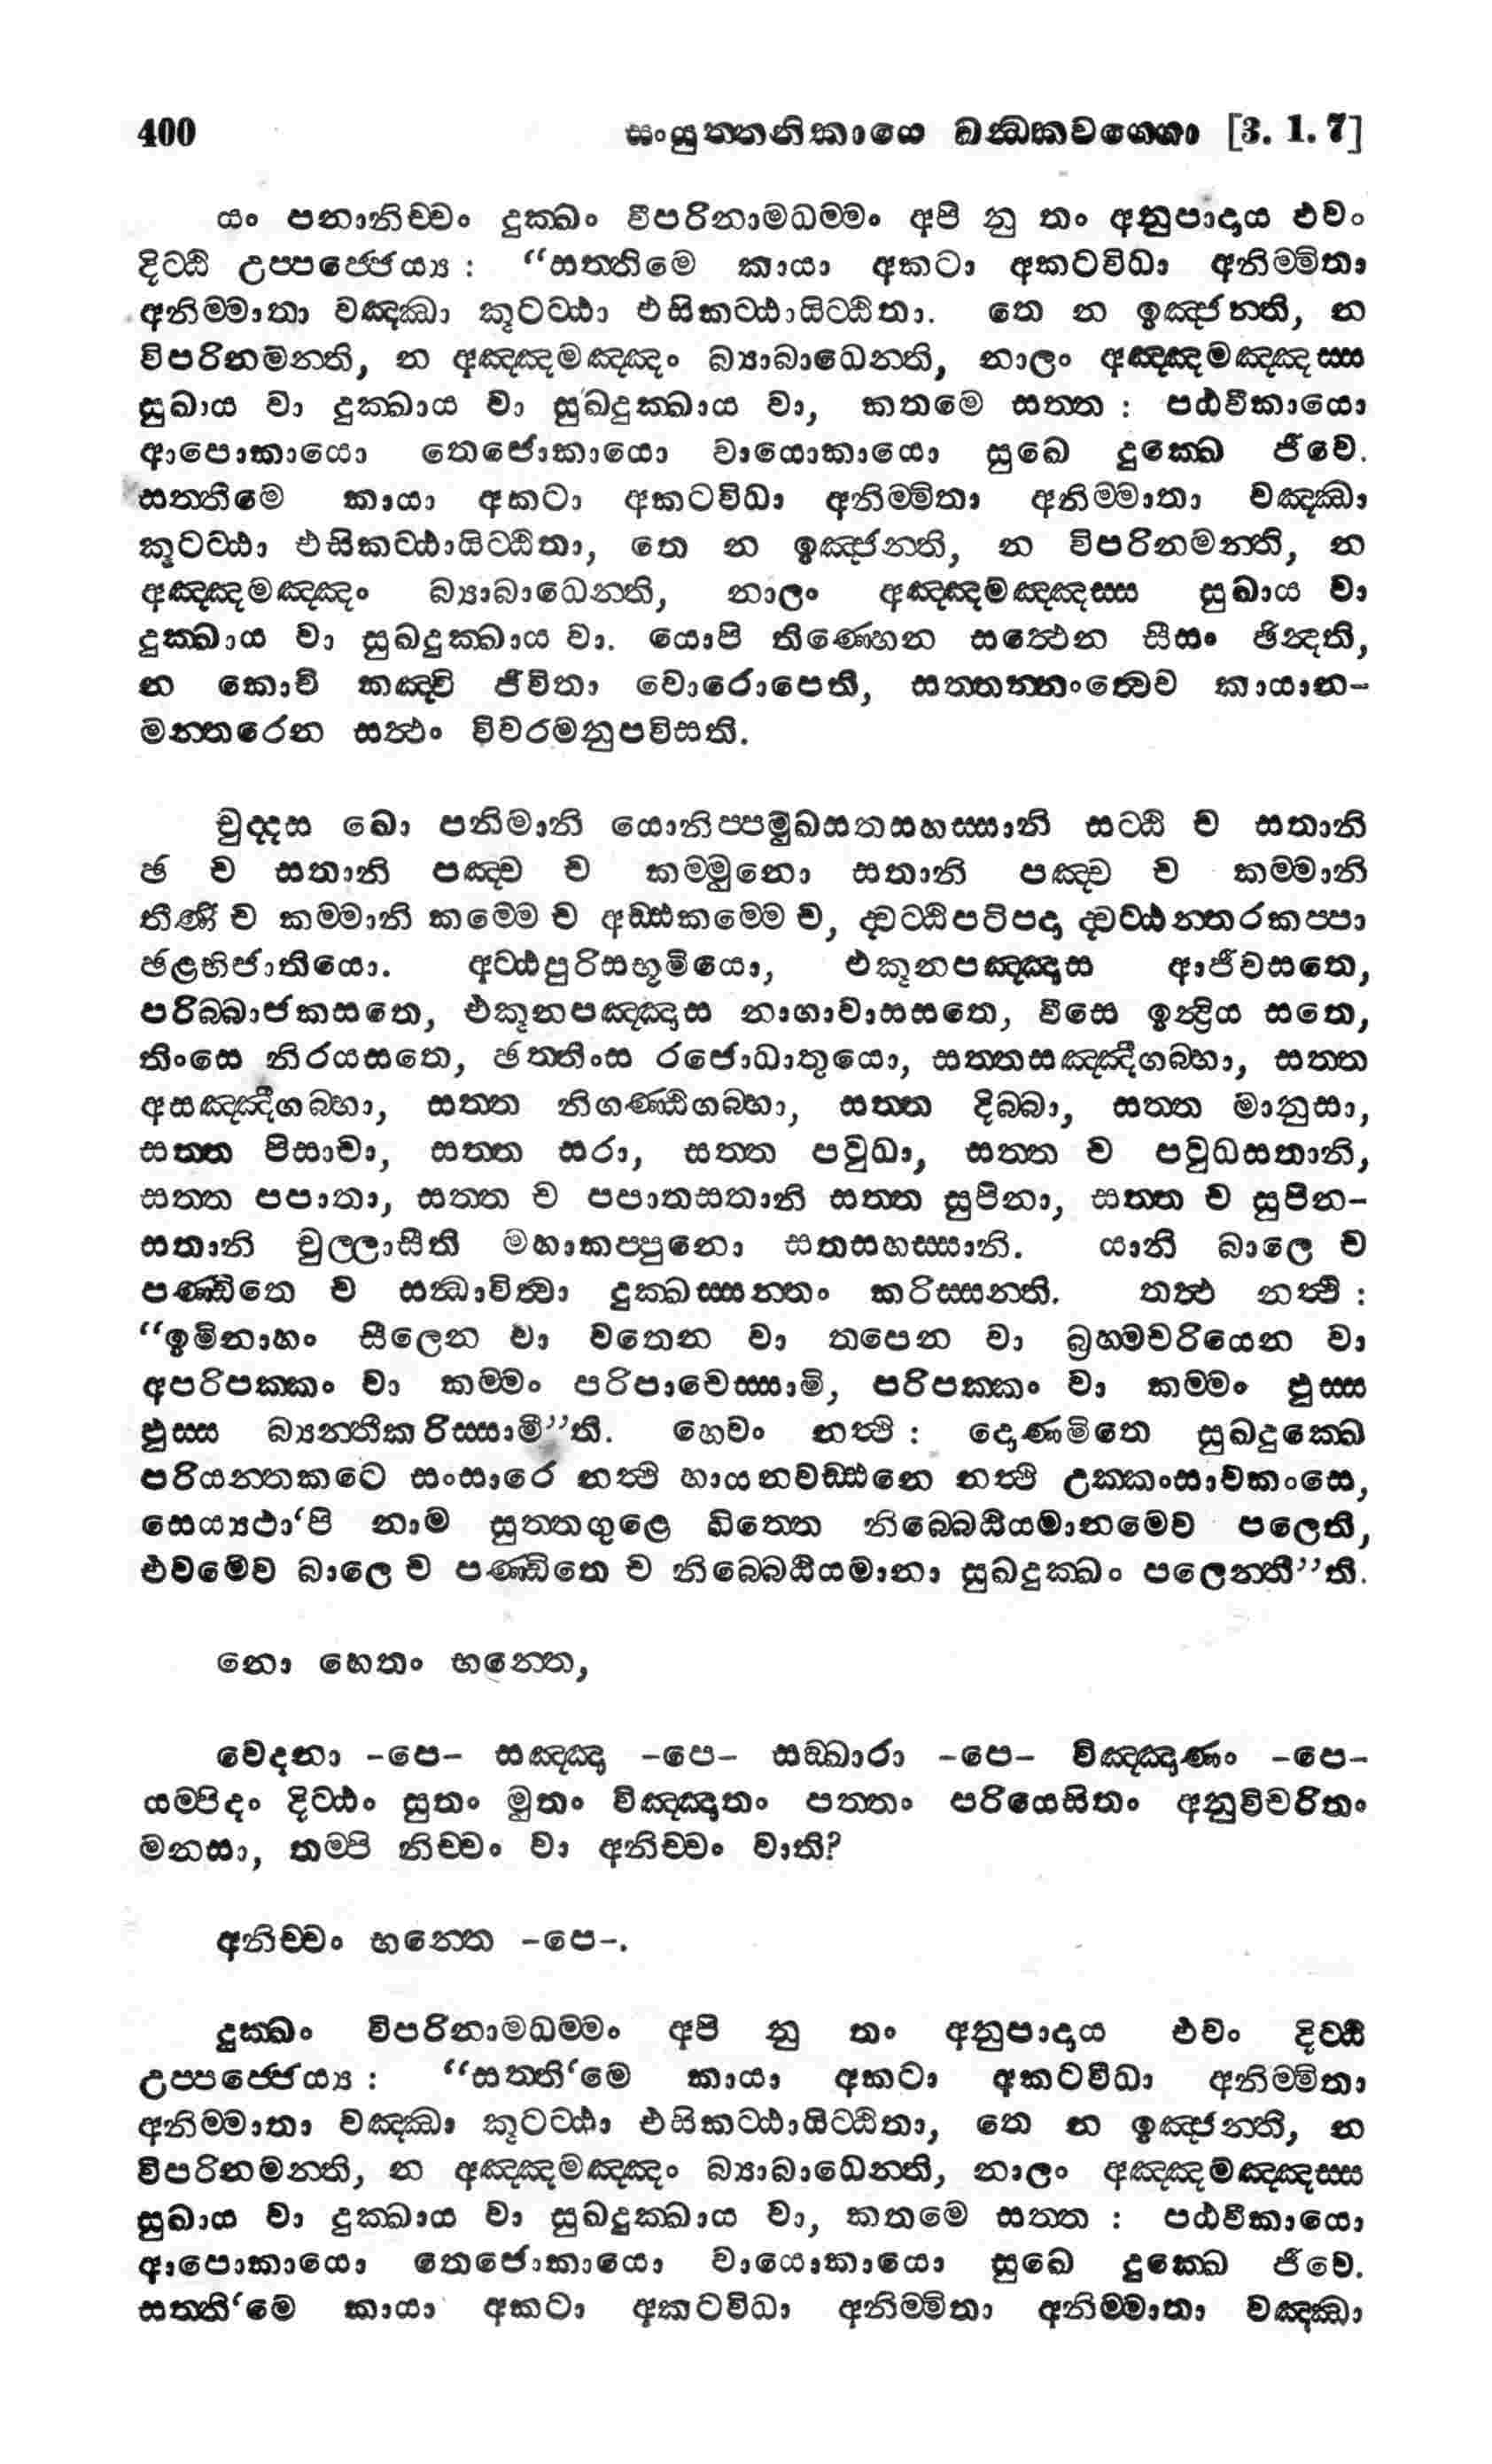 400 සංයුත්තනිකායෙ ඛන්ධකවග්ගො [3. 1. 7]
යං පනානිච්චං දුක්ඛං විපරිනාමධම්මං අපි නු තං අනුපාදාය එවං
දිට්ඨි උප්පජ්ජෙය්‍ය : “සත්තිමෙ කායා අකටා අකටවිධා අනිම්මිතා
අනිම්මාතා වඤ්ඣා කූටට්ඨා එසිකට්ඨායිට්ඨිතා. තෙ න ඉඤ්ජන්ති, න
විපරිනමන්ති, න අඤ්ඤමඤ්ඤං බ්‍යාබාධෙන්ති, නාලං අඤ්ඤමඤ්ඤස්ස
සුඛාය වා දුක්ඛාය වා සුඛදුක්ඛාය වා, කතමෙ සත්ත : පඨවීකායො
ආපොකායො තෙජොකායො වායොකායො සුඛෙ දුක්ඛෙ ජීවෙ.
සත්තීමෙ කායා අකටා අකටවිධා අනිම්මිතා අනිම්මාතා වඤ්ඣා
කූටට්ඨා එසිකට්ඨායිට්ඨිතා, තෙ න ඉඤ්ජන්ති, න විපරිනමන්ති, න
අඤ්ඤමඤ්ඤං බ්‍යාබාධෙන්ති, නාලං අඤ්ඤමඤ්ඤස්ස සුඛාය වා
දුක්ඛාය වා සුඛදුක්ඛාය වා. යොපි තිණ්හෙන සත්ථෙන සීසං ඡින්දති,
න කොචි කඤ්චි ජීවිතා වොරොපෙති, සත්තන්නංත්වෙව කායාන-
මන්තරෙන සත්ථං විවරමනුපවිසති.
චුද්දස ඛො පනිමානි යොනිප්පමුඛසතසහස්සානි සට්ඨි ච සතානි
ඡ ච සතානි පඤ්ච ච කම්මුනො සතානි පඤ්ච ච කම්මානි
තීණි ච කම්මානි කම්මෙ ච අඩ්ඪකම්මෙ ච, ද්වට්ඨිපටිපදා ද්වට්ඨන්තරකප්පා
ඡළභිජාතියො. අට්ඨපුරිසභූමියො, එකූනපඤ්ඤාස ආජීවසතෙ,
පරිබ්බාජකසතෙ, එකූනපඤ්ඤාස නාගාවාසසතෙ, වීසෙ ඉන්ද්‍රිය සතෙ,
තිංසෙ නිරයසතෙ, ඡත්තිංස රජොධාතුයො, සත්තසඤ්ඤීගබ්භා, සත්ත
අසඤ්ඤීගබ්භා, සත්ත නිගණ්ඨිගබ්භා, සත්ත දිබ්බා, සත්ත මානුසා,
සත්ත පිසාචා, සත්ත සරා, සත්ත පවුධා, සත්ත ච පවුධසතානි,
සත්ත පපාතා, සත්ත ච පපාතසතානි සත්ත සුපිනා, සත්ත ච සුපින-
සතානි චුල්ලාසීති මහාකප්පුනො සතසහස්සානි. යානි බාලෙ ච
පණ්ඩිතෙ ච සන්ධාවිත්වා දුක්ඛස්සන්තං කරිස්සන්ති. තත්ථ නත්ථි :
“ඉමිනාහං සීලෙන වා වතෙන වා තපෙන වා බ්‍රහ්මචරියෙන වා
අපරිපක්කං වා කම්මං පරිපාචෙස්සාමි, පරිපක්කං වා කම්මං ඵුස්ස
ඵුස්ස බ්‍යන්තීකරිස්සාමී”ති. හෙවං නත්ථි : දොණමිතෙ සුඛදුක්ඛෙ
පරියන්තකටෙ සංසාරෙ නත්ථි හායනවඩ්ඪනෙ නත්ථි උක්කංසාවකංසෙ,
සෙය්‍යථා‘පි නාම සුත්තගුළෙ ඛිත්තෙ නිබ්බෙඨියමානමෙව පලෙති,
එවමෙව බාලෙ ච පණ්ඩිතෙ ච නිබ්බෙඨියමානා සුඛදුක්ඛං පලෙන්තී”ති.
නො හෙතං භන්තෙ,
වෙදනා -පෙ- සඤ්ඤා -පෙ- සඞ්ඛාරා -පෙ- විඤ්ඤාණං -පෙ-
යම්පිදං දිට්ඨං සුතං මුතං විඤ්ඤාතං පත්තං පරියෙසිතං අනුවිචරිතං
මනසා, තම්පි නිච්චං වා අනිච්චං වාති?
අනිච්චං භන්තෙ -පෙ-.
දුක්ඛං විපරිනාමධම්මං අපි නු තං අනුපාදාය එවං දිට්ඨි
උප්පජ්ජෙය්‍ය : “සත්ති‘මෙ කායා අකටා අකටවිධා අනිම්මිතා
අනිම්මාතා වඤ්ඣා කූටට්ඨා එසිකට්ඨායිට්ඨිතා, තෙ න ඉඤ්ජන්ති, න
විපරිනමන්ති, න අඤ්ඤමඤ්ඤං බ්‍යාබාධෙන්ති, නාලං අඤ්ඤමඤ්ඤස්ස
සුඛාය වා දුක්ඛාය වා සුඛදුක්ඛාය වා, කතමෙ සත්ත : පඨවීකායො
ආපොකායො තෙජොකායො වායොකායො සුඛෙ දුක්ඛෙ ජීවෙ.
සත්ති‘මෙ කායා අකටා අකටවිධා අනිම්මිතා අනිම්මාතා වඤ්ඣා